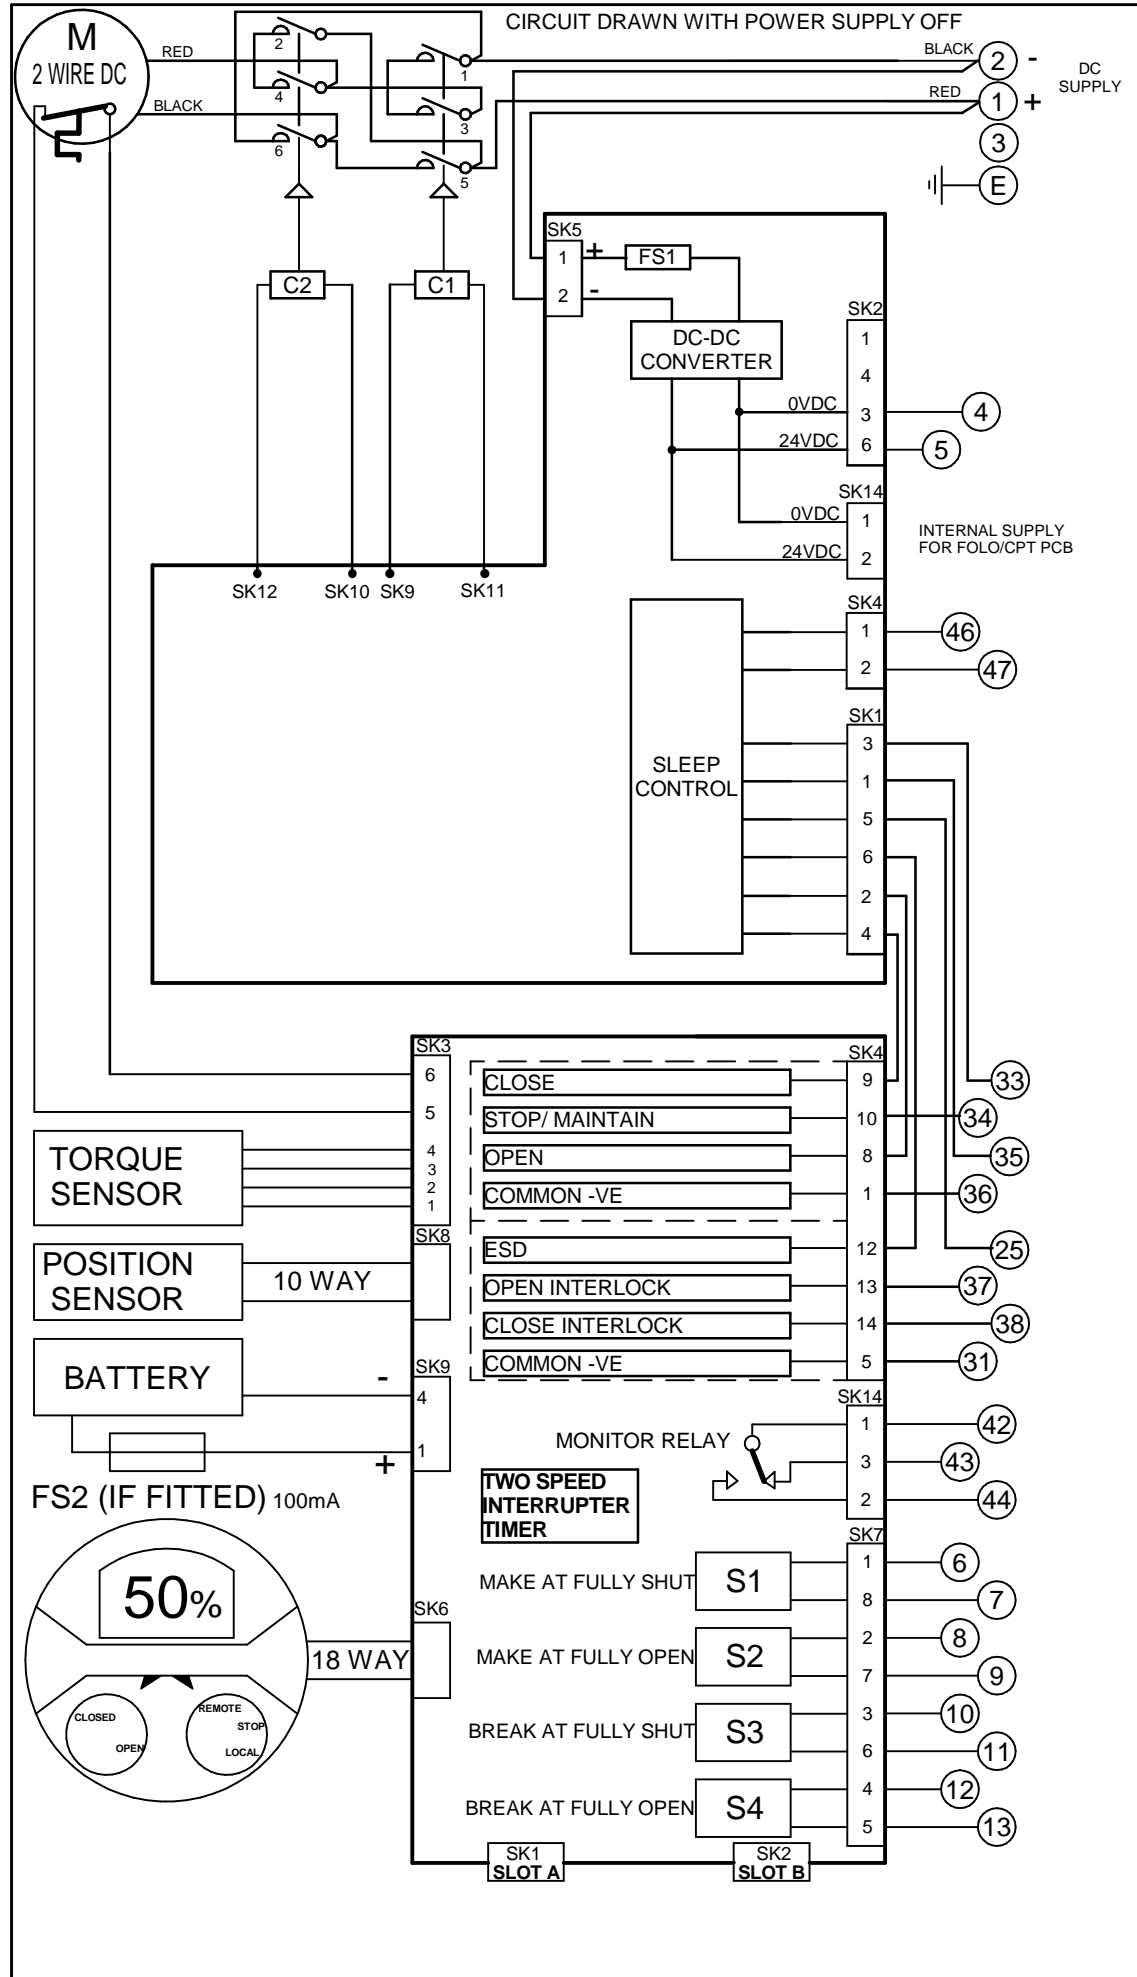 CIRCUIT DRAWN WITH POWER SUPPLY OFF
M
2 WIRE DC
RED
BLACK
2
4
6
1
3
5
BLACK
2 -
RED
1 +
DC
SUPPLY
3
E
C2
C1
SK12
SK10
SK9
SK11
SK5
1
+
2
-
FS1
DC-DC
CONVERTER
SK2
1
4
0VDC
3
4
24VDC
6
5
SK14
0VDC
1
24VDC
2
INTERNAL SUPPLY
FOR FOLO/CPT PCB
SLEEP
CONTROL
SK4
1
46
2
47
SK1
3
1
5
6
2
4
SK3
6
5
4
3
2
1
TORQUE
SENSOR
SK8
POSITION
SENSOR
10 WAY
BATTERY
-
+
SK9
4
1
FS2 (IF FITTED) 100mA
50%
CLOSED
OPEN
REMOTE
STOP
LOCAL
18 WAY
SK6
SK4
CLOSE
9
33
STOP/ MAINTAIN
10
34
OPEN
8
35
COMMON -VE
1
36
ESD
12
25
OPEN INTERLOCK
13
37
CLOSE INTERLOCK
14
38
COMMON -VE
5
31
SK14
MONITOR RELAY
1
42
3
43
2
44
TWO SPEED
INTERRUPTER
TIMER
SK7
MAKE AT FULLY SHUT
S1
1
6
8
7
MAKE AT FULLY OPEN
S2
2
8
7
9
BREAK AT FULLY SHUT
S3
3
10
6
11
BREAK AT FULLY OPEN
S4
4
12
5
13
SK1
SLOT A
SK2
SLOT B